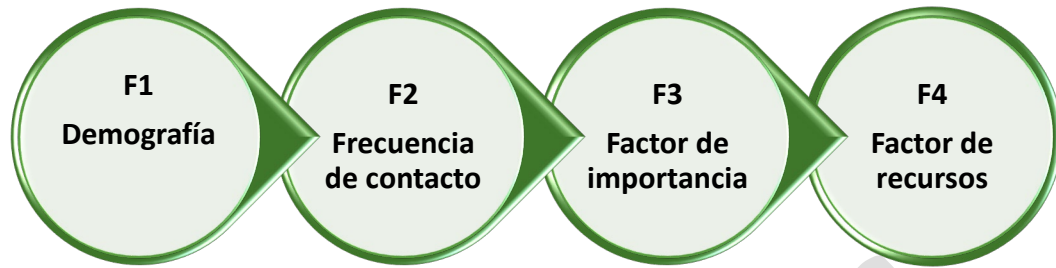 F1
Demografía
F2
Frecuencia
de contacto
F3
Factor de
importancia
F4
Factor de
recursos